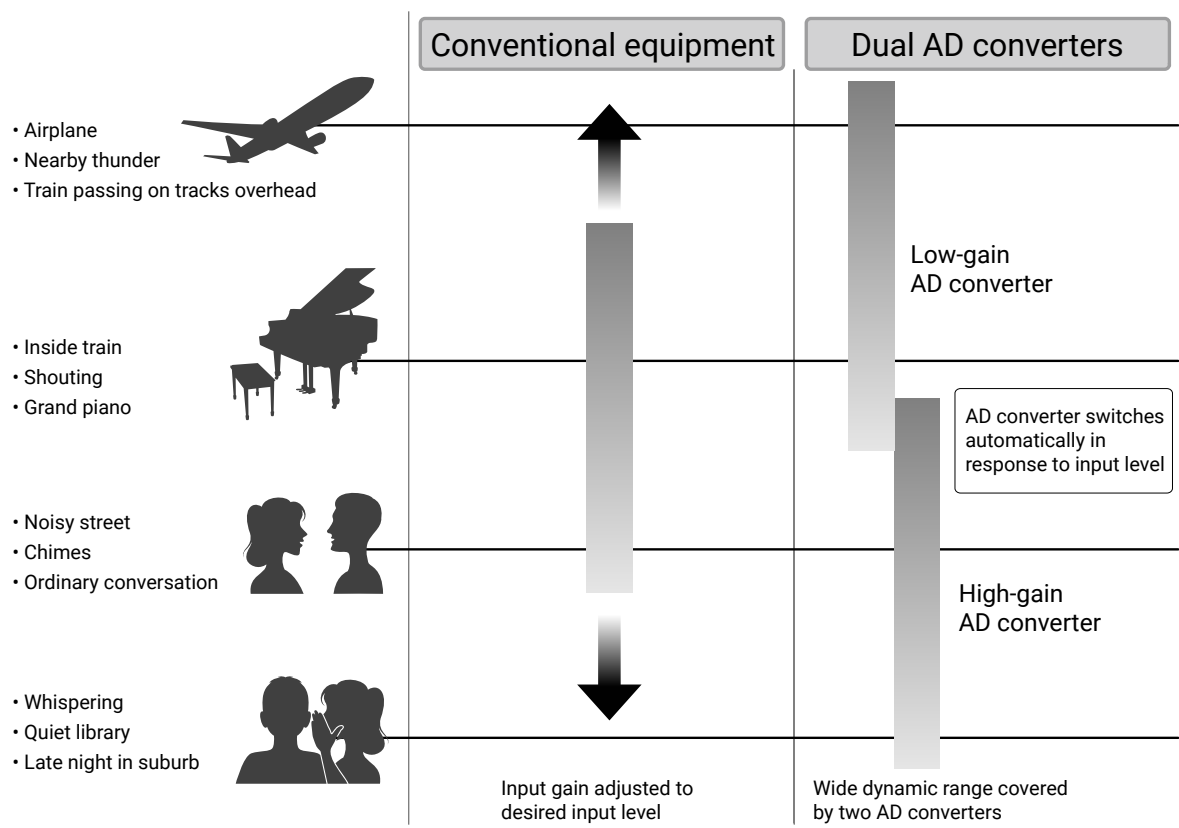 Conventional equipment
Dual AD converters
• Airplane
• Nearby thunder
• Train passing on tracks overhead
Low-gain
AD converter
• Inside train
• Shouting
• Grand piano
AD converter switches
automatically in
response to input level
• Noisy street
• Chimes
• Ordinary conversation
High-gain
AD converter
• Whispering
• Quiet library
• Late night in suburb
Input gain adjusted to
desired input level
Wide dynamic range covered
by two AD converters